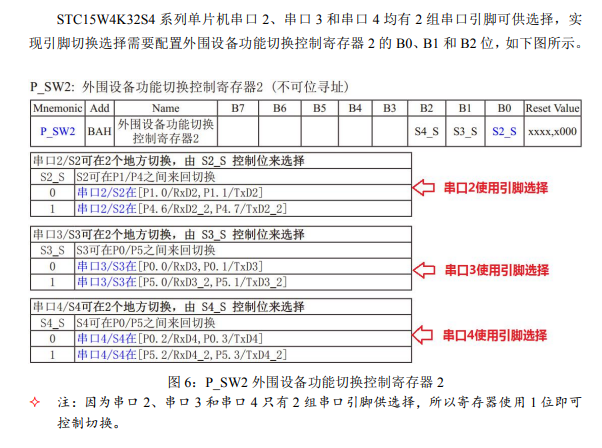 STC15W4K32S4 系列单片机串口 2、串口 3 和串口 4 均有 2 组串口引脚可供选择，实
现引脚切换选择需要配置外围设备功能切换控制寄存器 2 的 B0、B1 和 B2 位，如下图所示。
P_SW2: 外围设备功能切换控制寄存器2 (不可位寻址)
Mnemonic Add Name B7 B6 B5 B4 B3 B2 B1 B0 Reset Value
P_SW2 BAH 外围设备功能切换控制寄存器2 S4_S S3_S S2_S xxxx,x000
串口2/S2可在2个地方切换，由 S2_S 控制位来选择
S2_S S2可在P1/P4之间来回切换
0 串口2/S2在[P1.0/RxD2,P1.1/TxD2]
1 串口2/S2在[P4.6/RxD2_2,P4.7/TxD2_2]
串口2使用引脚选择
串口3/S3可在2个地方切换，由 S3_S 控制位来选择
S3_S S3可在P0/P5之间来回切换
0 串口3/S3在[P0.0/RxD3,P0.1/TxD3]
1 串口3/S3在[P5.0/RxD3_2,P5.1/TxD3_2]
串口3使用引脚选择
串口4/S4可在2个地方切换，由 S4_S 控制位来选择
S4_S S4可在P0/P5之间来回切换
0 串口4/S4在[P0.2/RxD4,P0.3/TxD4]
1 串口4/S4在[P5.2/RxD4_2,P5.3/TxD4_2]
串口4使用引脚选择
图 6：P_SW2 外围设备功能切换控制寄存器 2
注：因为串口 2、串口 3 和串口 4 只有 2 组串口引脚供选择，所以寄存器使用 1 位即可
控制切换。